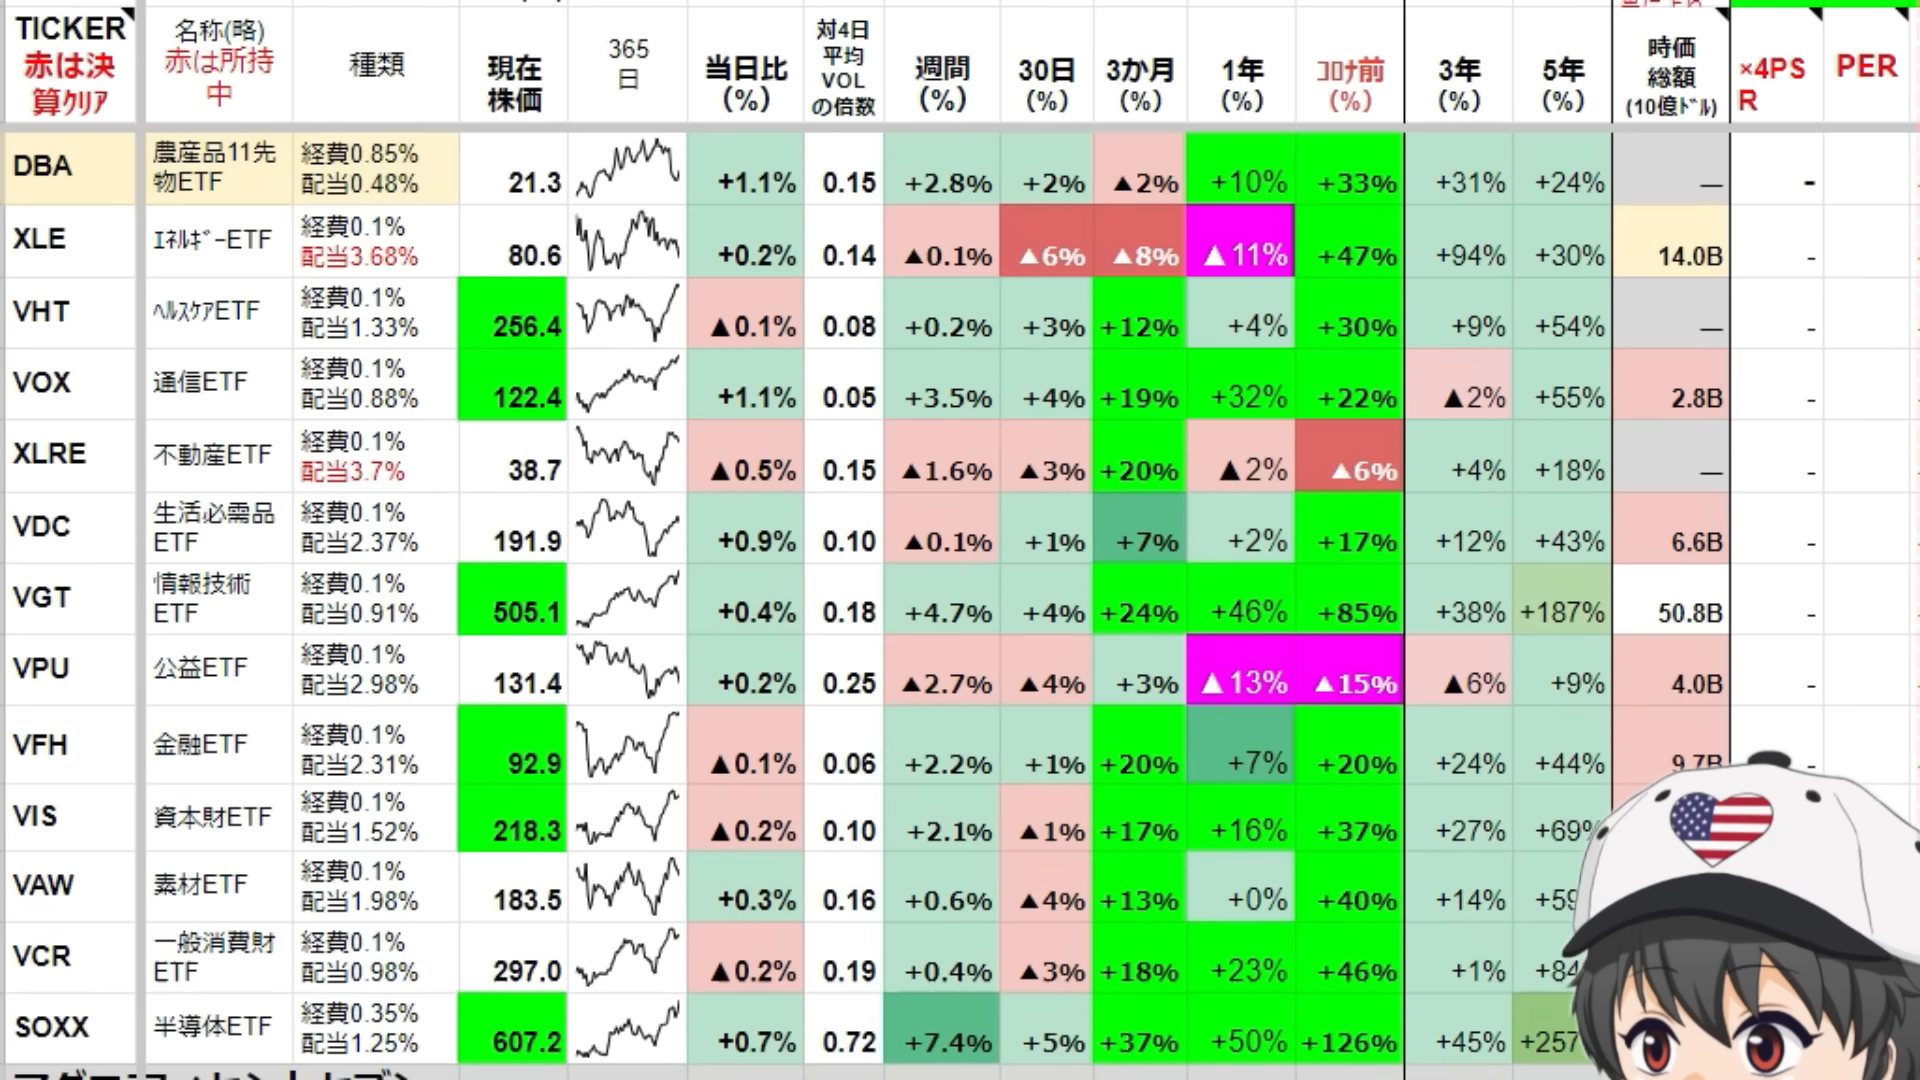 TICKER
赤は決
算クリア
名称(略)
赤は所持
中
種類
現在
株価
365
日
当日比
(%)
対4日
平均
VOL
の倍数
週間
(%)
30日
(%)
3か月
(%)
1年
(%)
コロナ前
(%)
3年
(%)
5年
(%)
時価
総額
(10億ドル)
×4PS
R
PER
DBA
農産品11先
物ETF
経費0.85%
配当0.48%
21.3 +1.1% 0.15 +2.8% +2% ▲2% +10% +33% +31% +24% — -
XLE
エネルギーETF
経費0.1%
配当3.68%
80.6 +0.2% 0.14 ▲0.1% ▲6% ▲8% ▲11% +47% +94% +30% 14.0B -
VHT
ヘルスケアETF
経費0.1%
配当1.33%
256.4 ▲0.1% 0.08 +0.2% +3% +12% +4% +30% +9% +54% — -
VOX
通信ETF
経費0.1%
配当0.88%
122.4 +1.1% 0.05 +3.5% +4% +19% +32% +22% ▲2% +55% 2.8B -
XLRE
不動産ETF
経費0.1%
配当3.7%
38.7 ▲0.5% 0.15 ▲1.6% ▲3% +20% ▲2% ▲6% +4% +18% — -
VDC
生活必需品
ETF
経費0.1%
配当2.37%
191.9 +0.9% 0.10 ▲0.1% +1% +7% +2% +17% +12% +43% 6.6B -
VGT
情報技術
ETF
経費0.1%
配当0.91%
505.1 +0.4% 0.18 +4.7% +4% +24% +46% +85% +38% +187% 50.8B -
VPU
公益ETF
経費0.1%
配当2.98%
131.4 +0.2% 0.25 ▲2.7% ▲4% +3% ▲13% ▲15% ▲6% +9% 4.0B -
VFH
金融ETF
経費0.1%
配当2.31%
92.9 ▲0.1% 0.06 +2.2% +1% +20% +7% +20% +24% +44% 9.7B
VIS
資本財ETF
経費0.1%
配当1.52%
218.3 ▲0.2% 0.10 +2.1% ▲1% +17% +16% +37% +27% +69%
VAW
素材ETF
経費0.1%
配当1.98%
183.5 +0.3% 0.16 +0.6% ▲4% +13% +0% +40% +14% +59
VCR
一般消費財
ETF
経費0.1%
配当0.98%
297.0 ▲0.2% 0.19 +0.4% ▲3% +18% +23% +46% +1% +84
SOXX
半導体ETF
経費0.35%
配当1.25%
607.2 +0.7% 0.72 +7.4% +5% +37% +50% +126% +45% +257